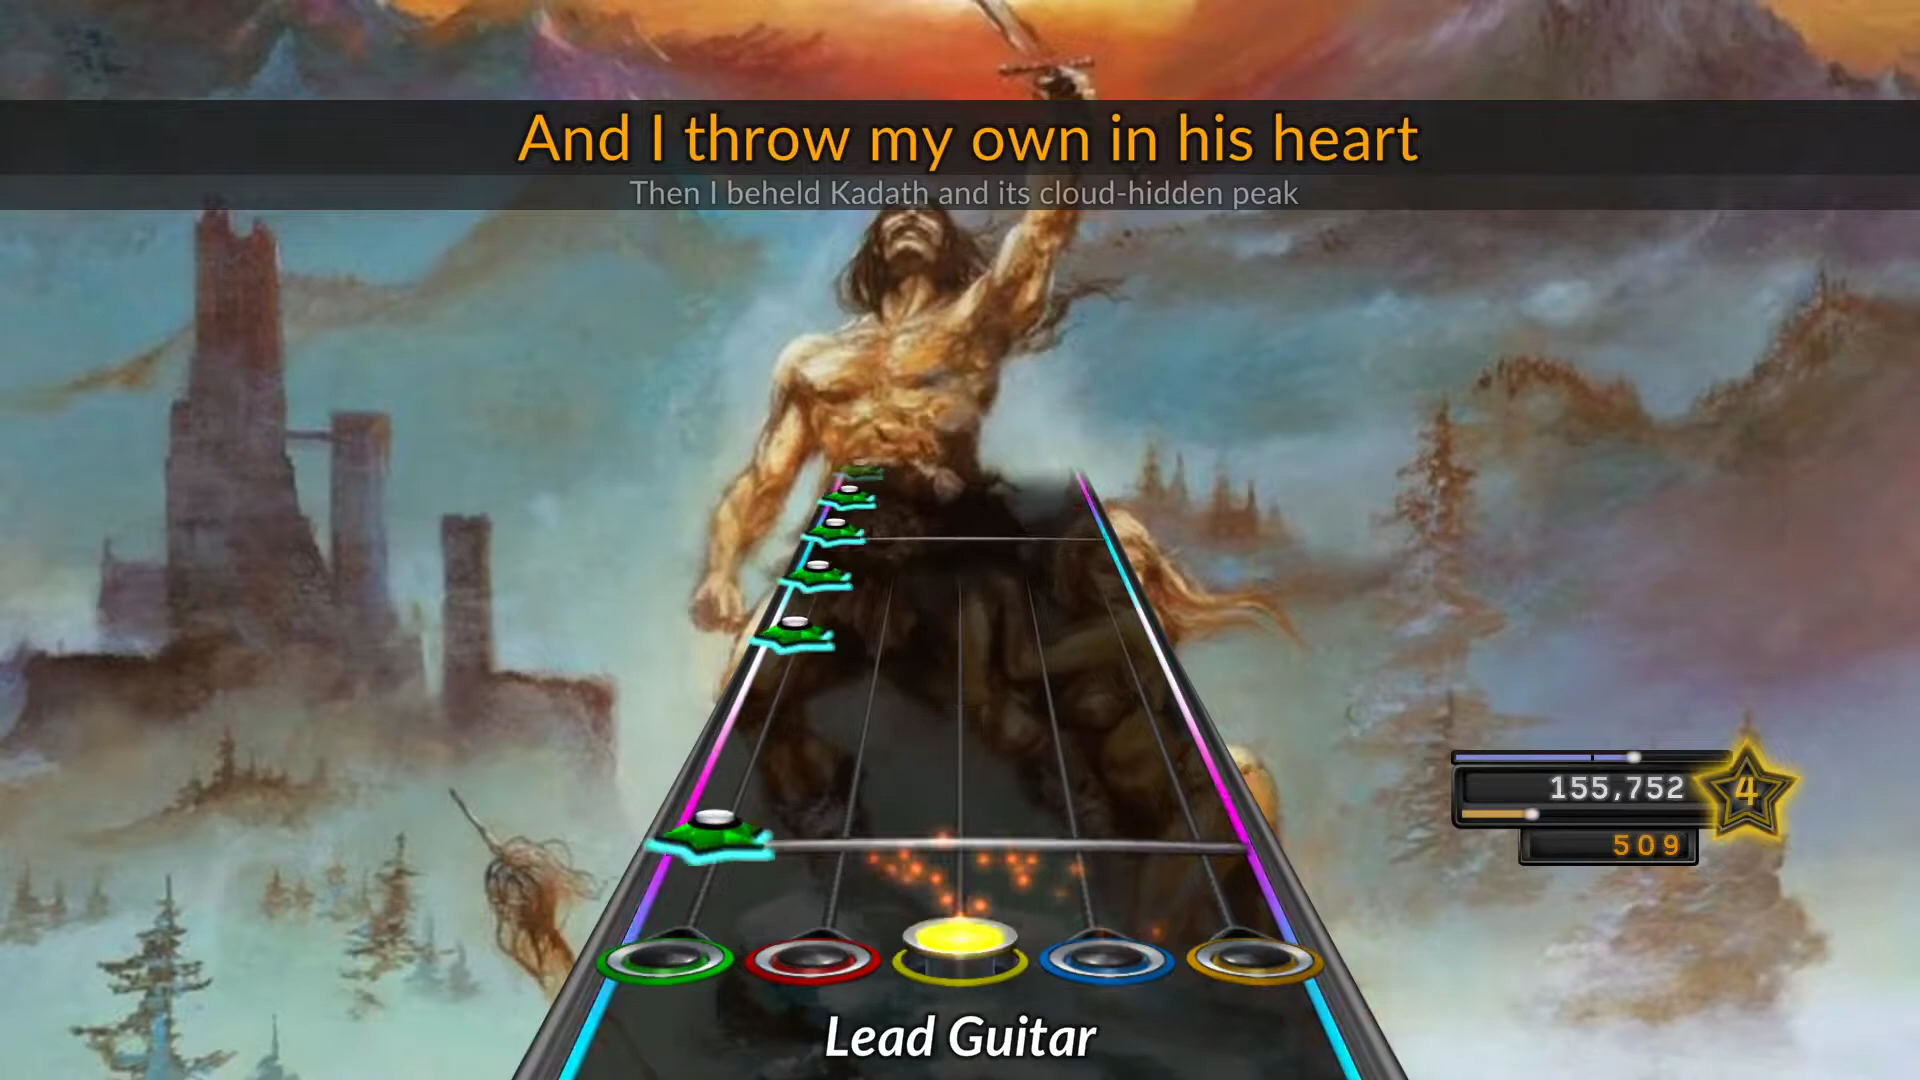 And I throw my own in his heart
Then I beheld Kadath and its cloud-hidden peak
155,752
4
509
Lead Guitar